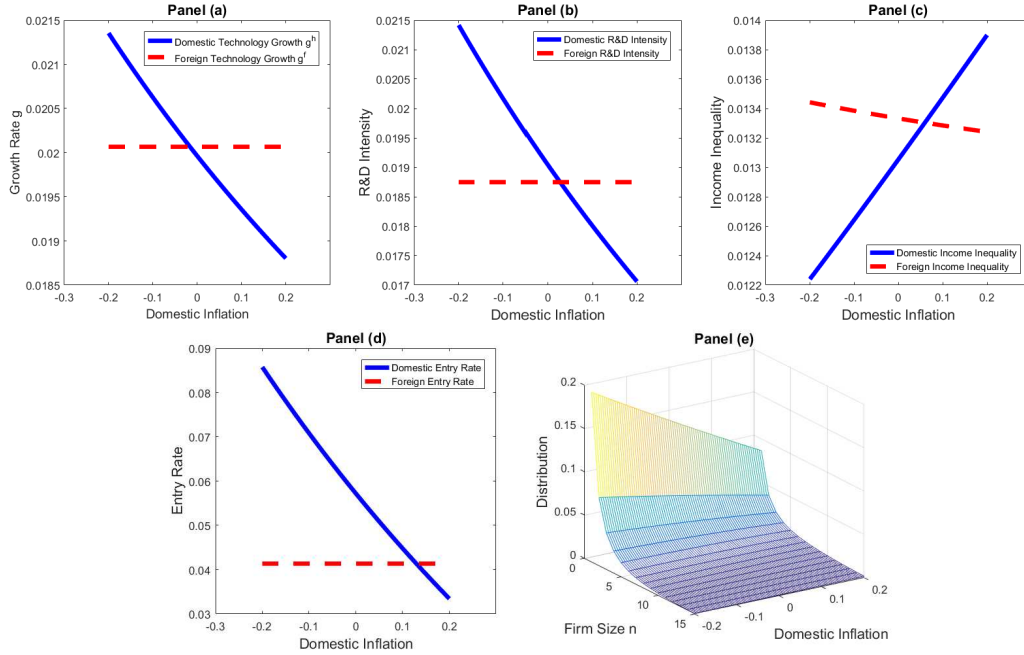 Panel (a)
Growth Rate g
0.0215
0.021
0.0205
0.02
0.0195
0.019
0.0185
Domestic Technology Growth g^h
Foreign Technology Growth g^f
-0.3 -0.2 -0.1 0 0.1 0.2
Domestic Inflation
Panel (b)
R&D Intensity
0.0215
0.021
0.0205
0.02
0.0195
0.019
0.0185
0.018
0.0175
0.017
Domestic R&D Intensity
Foreign R&D Intensity
-0.3 -0.2 -0.1 0 0.1 0.2
Domestic Inflation
Panel (c)
Income Inequality
0.014
0.0138
0.0136
0.0134
0.0132
0.013
0.0128
0.0126
0.0124
0.0122
Domestic Income Inequality
Foreign Income Inequality
-0.3 -0.2 -0.1 0 0.1 0.2
Domestic Inflation
Panel (d)
Entry Rate
0.09
0.08
0.07
0.06
0.05
0.04
0.03
Domestic Entry Rate
Foreign Entry Rate
-0.3 -0.2 -0.1 0 0.1 0.2
Domestic Inflation
Panel (e)
Distribution
0.2
0.15
0.1
0.05
0
0
5
10
15
Firm Size n
-0.2 -0.1 0 0.1 0.2
Domestic Inflation